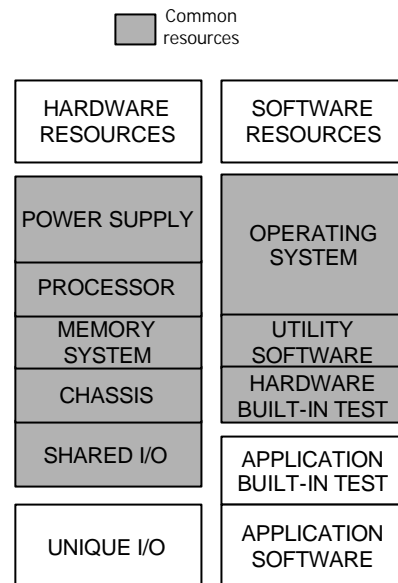 Common
resources
HARDWARE
RESOURCES
POWER SUPPLY
PROCESSOR
MEMORY
SYSTEM
CHASSIS
SHARED I/O
UNIQUE I/O
SOFTWARE
RESOURCES
OPERATING
SYSTEM
UTILITY
SOFTWARE
HARDWARE
BUILT-IN TEST
APPLICATION
BUILT-IN TEST
APPLICATION
SOFTWARE